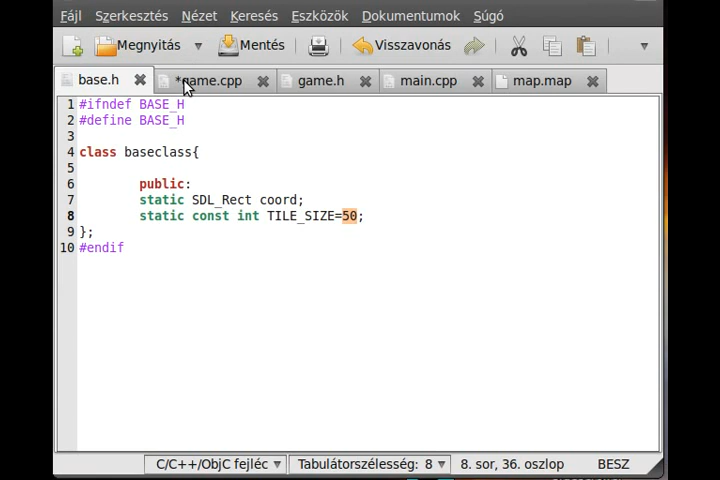 Fájl Szerkesztés Nézet Keresés Eszközök Dokumentumok Súgó
Megnyitás Mentés Visszavonás
base.h *game.cpp game.h main.cpp map.map
1 #ifndef BASE_H
2 #define BASE_H
3
4 class baseclass{
5
6 public:
7 static SDL_Rect coord;
8 static const int TILE_SIZE=50;
9 };
10 #endif
C/C++/ObjC fejléc Tabulátorszélesség: 8 8. sor, 36. oszlop BESZ